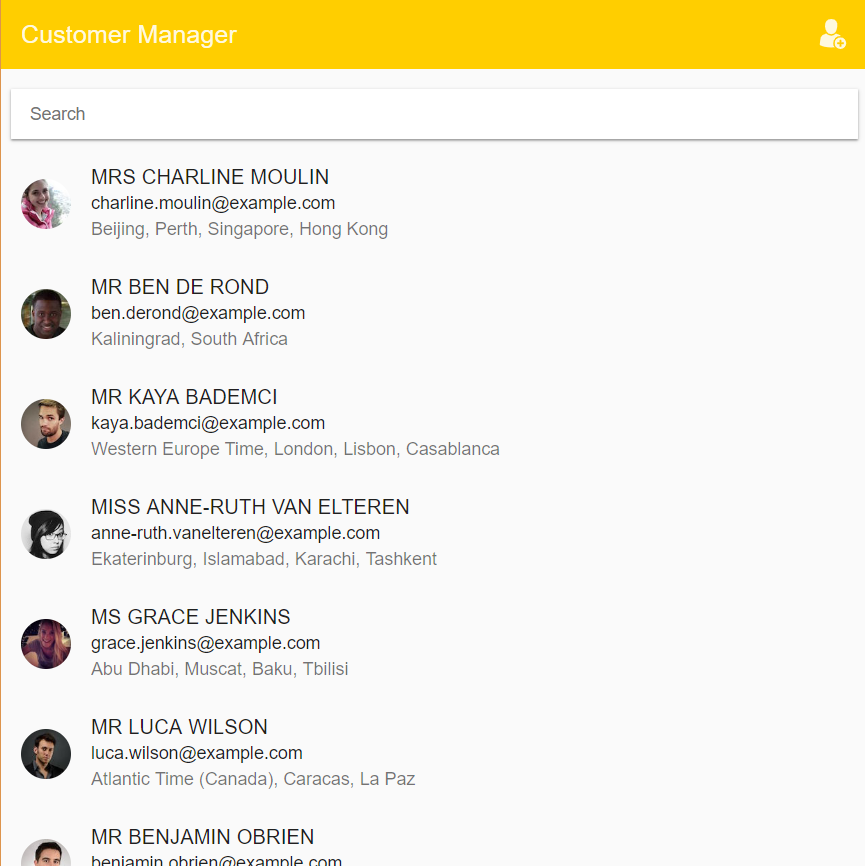 Customer Manager
Search
MRS CHARLINE MOULIN
charline.moulin@example.com
Beijing, Perth, Singapore, Hong Kong
MR BEN DE ROND
ben.derond@example.com
Kaliningrad, South Africa
MR KAYA BADEMCI
kaya.bademci@example.com
Western Europe Time, London, Lisbon, Casablanca
MISS ANNE-RUTH VAN ELTEREN
anne-ruth.vanelteren@example.com
Ekaterinburg, Islamabad, Karachi, Tashkent
MS GRACE JENKINS
grace.jenkins@example.com
Abu Dhabi, Muscat, Baku, Tbilisi
MR LUCA WILSON
luca.wilson@example.com
Atlantic Time (Canada), Caracas, La Paz
MR BENJAMIN OBRIEN
benjamin.obrien@example.com